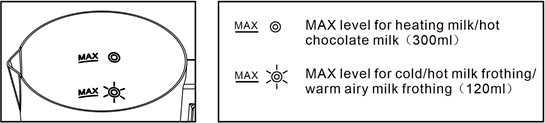 MAX
MAX
MAX MAX level for heating milk/hot
chocolate milk（300ml）
MAX MAX level for cold/hot milk frothing/
warm airy milk frothing（120ml）